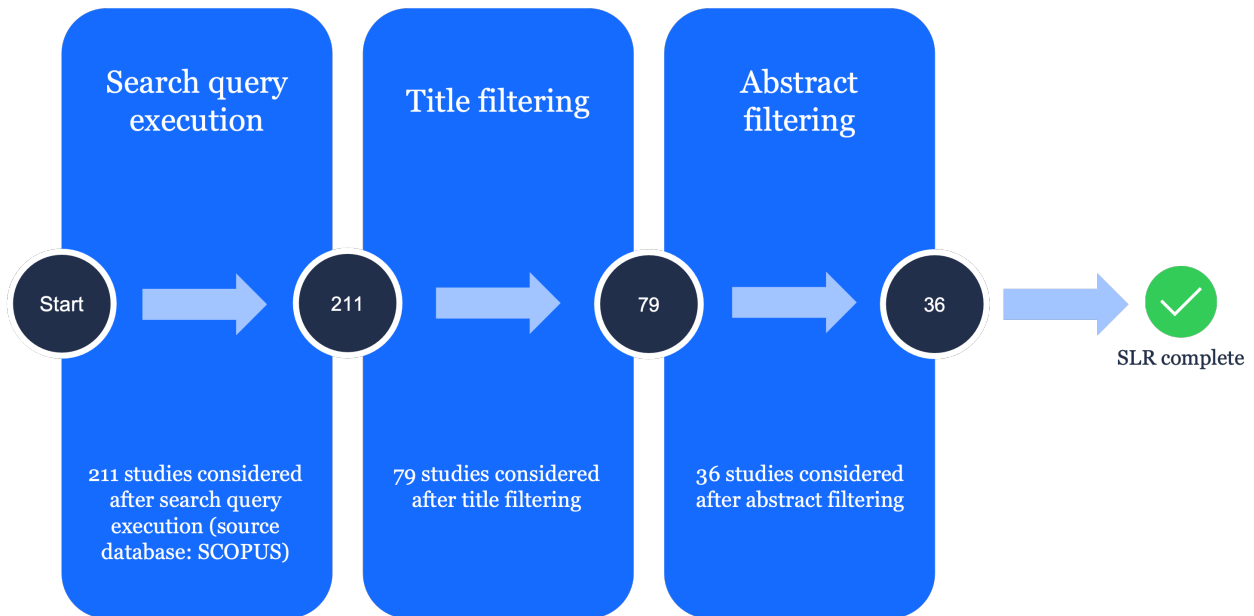 Search query
execution
Title filtering
Abstract
filtering
Start
211
79
36
SLR complete
211 studies considered
after search query
execution (source
database: SCOPUS)
79 studies considered
after title filtering
36 studies considered
after abstract filtering